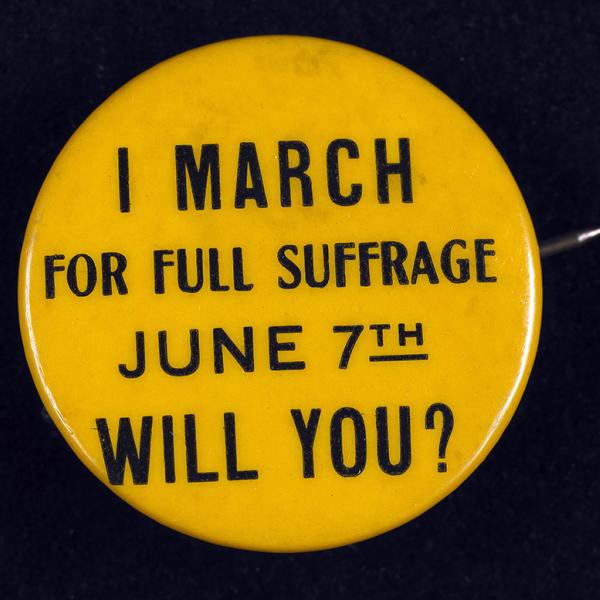 I MARCH
FOR FULL SUFFRAGE
JUNE 7TH
WILL YOU?